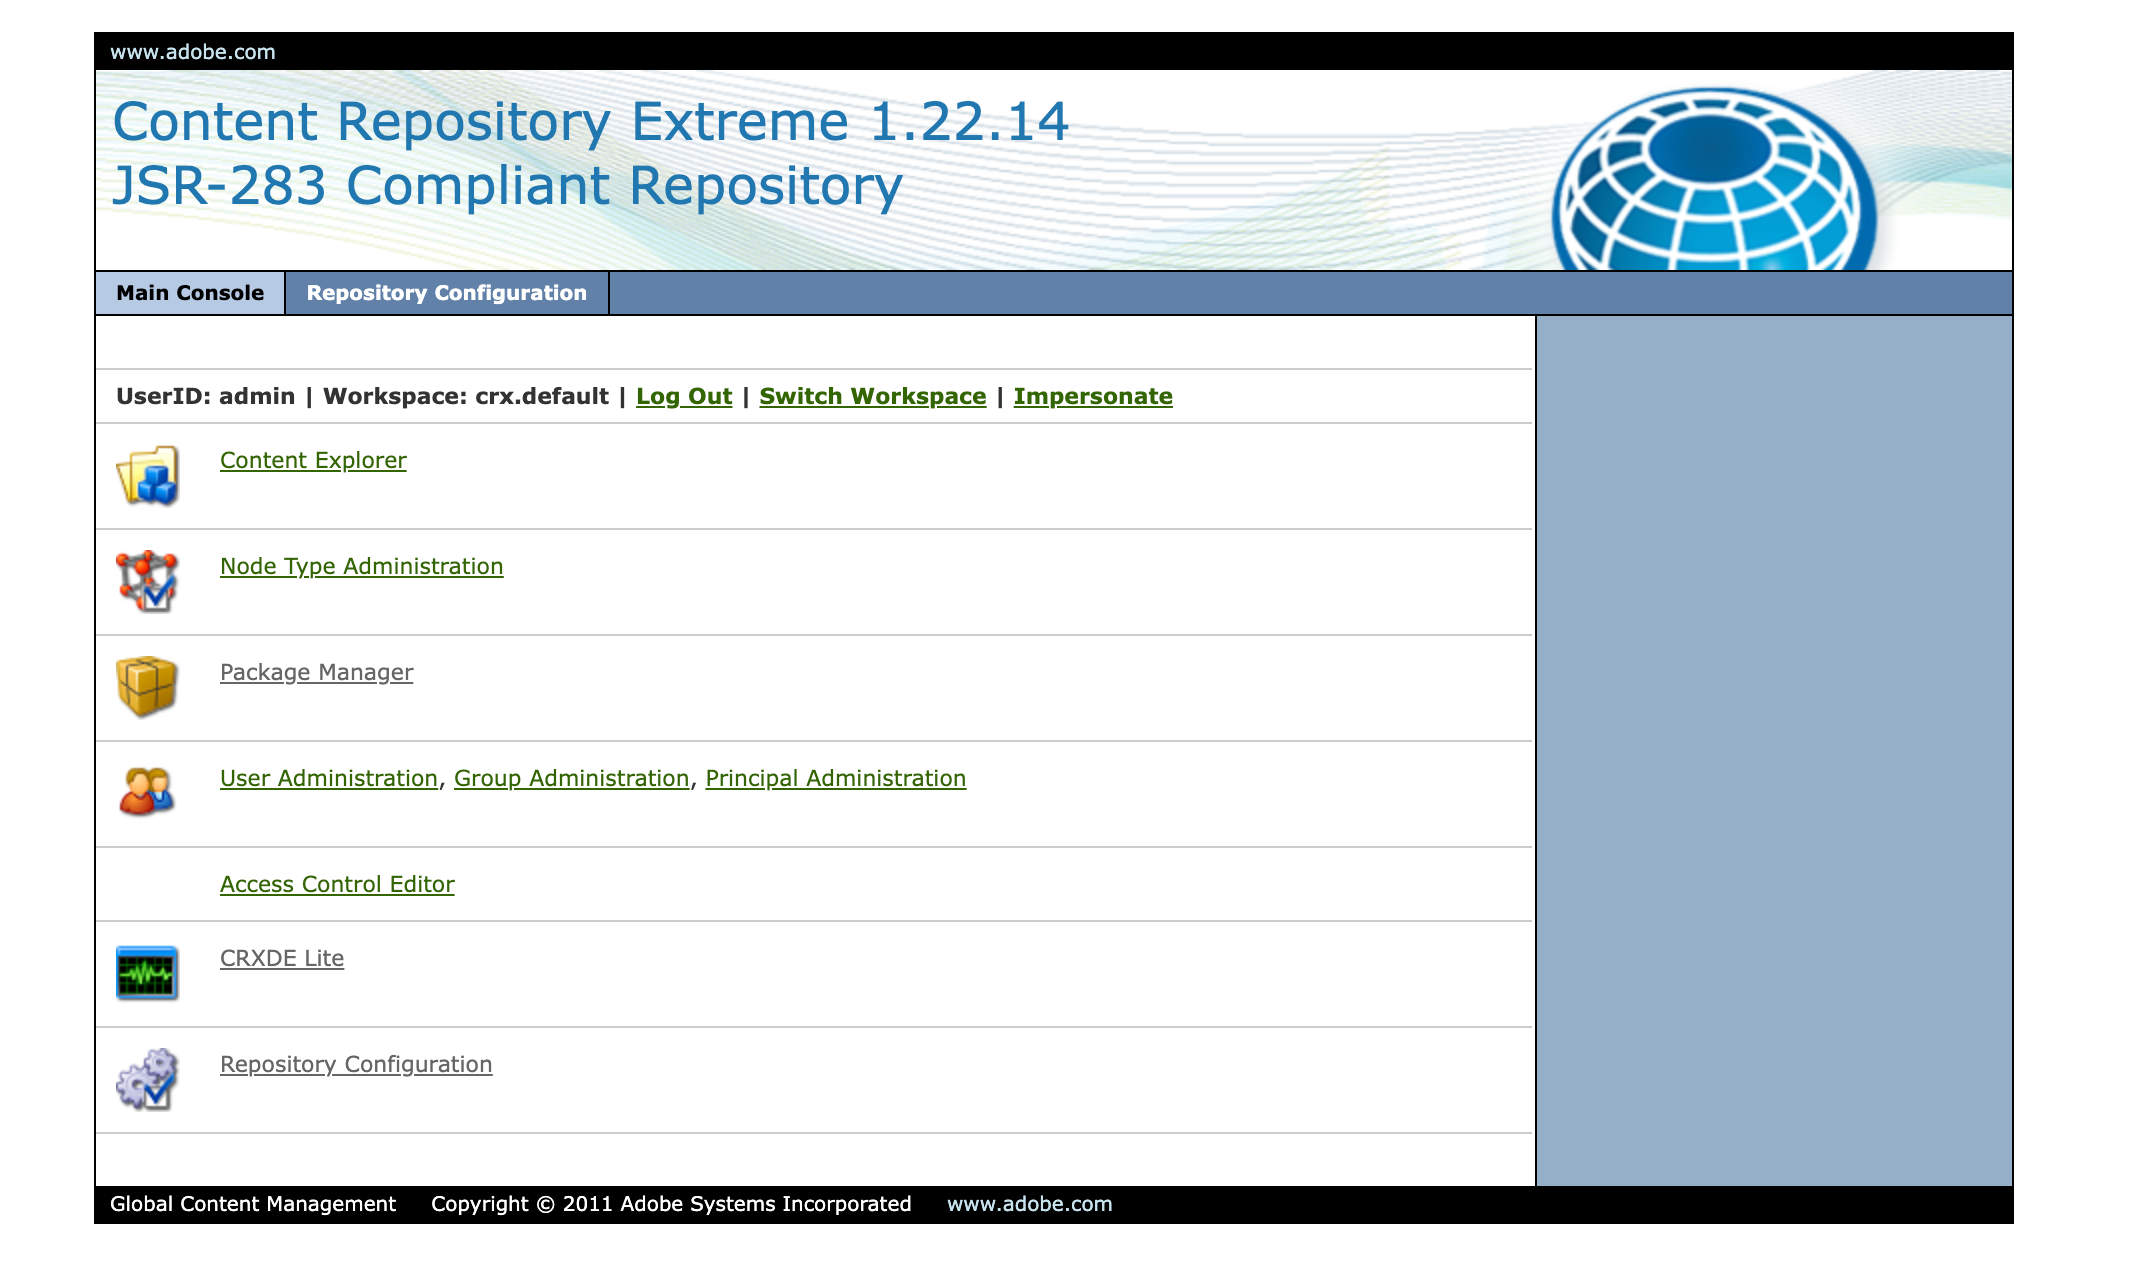 www.adobe.com
Content Repository Extreme 1.22.14
JSR-283 Compliant Repository
Main Console
Repository Configuration
UserID: admin | Workspace: crx.default | Log Out | Switch Workspace | Impersonate
Content Explorer
Node Type Administration
Package Manager
User Administration, Group Administration, Principal Administration
Access Control Editor
CRXDE Lite
Repository Configuration
Global Content Management Copyright © 2011 Adobe Systems Incorporated www.adobe.com